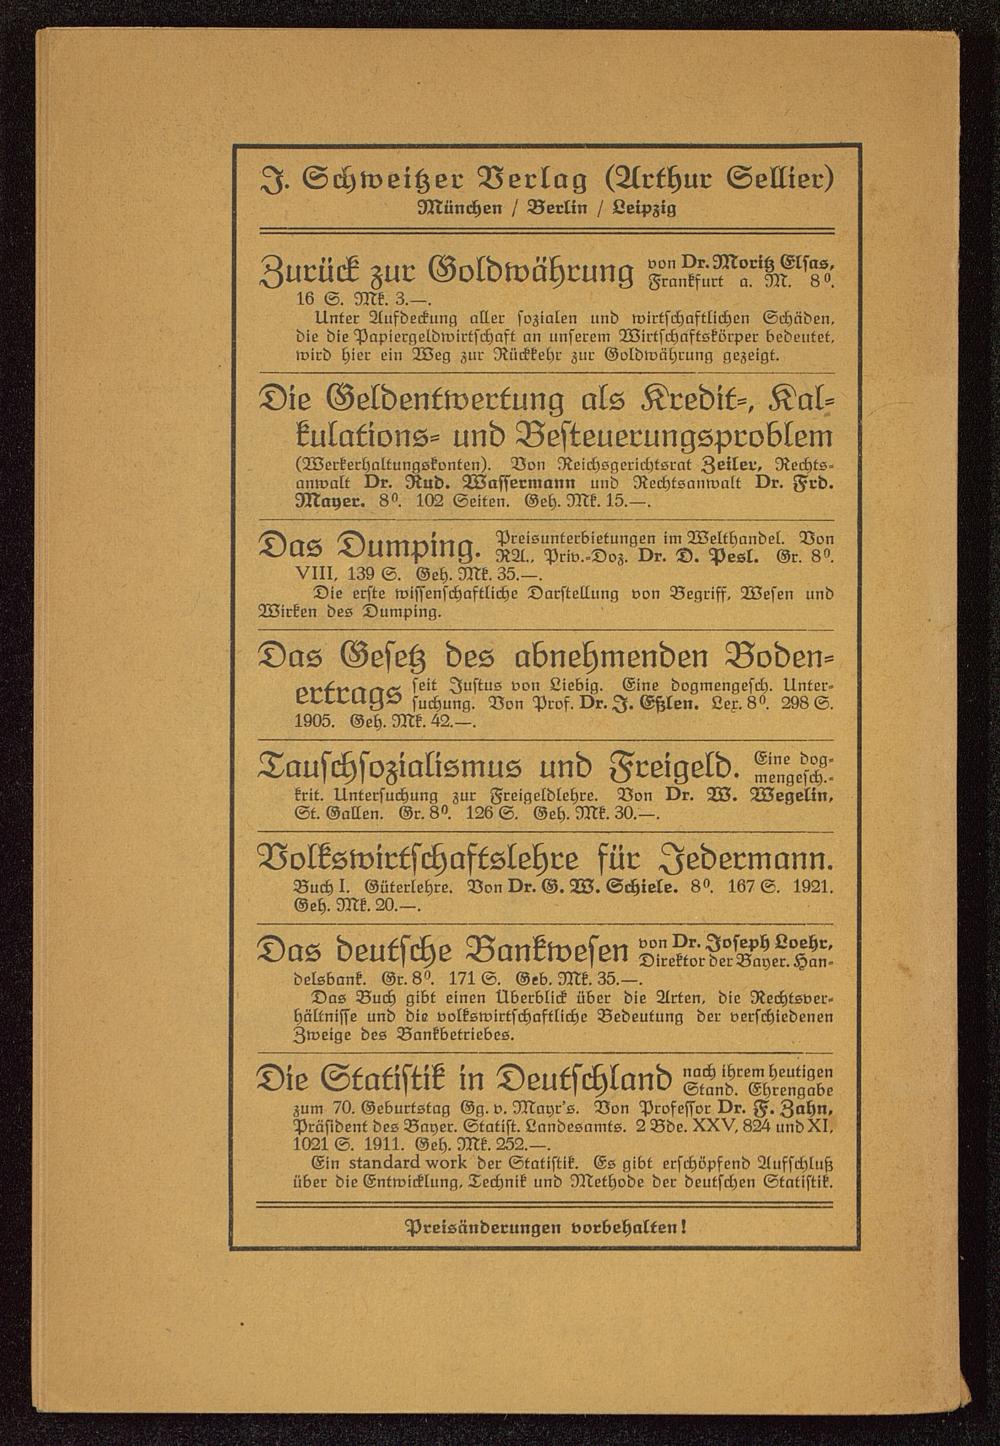 J. Schweitzer Verlag (Arthur Sellier)
München / Berlin / Leipzig
Zurück zur Goldwährung von Dr. Moritz Elsas,
Frankfurt a. M. 8⁰.
16 S. Mk. 3.—.
Unter Aufdeckung aller sozialen und wirtschaftlichen Schäden,
die die Papiergeldwirtschaft an unserem Wirtschaftskörper bedeutet,
wird hier ein Weg zur Rückkehr zur Goldwährung gezeigt.
Die Geldentwertung als Kredit-, Kal-
kulations- und Besteuerungsproblem
(Werkerhaltungskonten). Von Reichsgerichtsrat Zeiler, Rechts-
anwalt Dr. Rud. Wassermann und Rechtsanwalt Dr. Frd.
Mayer. 8⁰. 102 Seiten. Geh. Mk. 15.—.
Das Dumping. Preisunterbietungen im Welthandel. Von
RA., Priv.-Doz. Dr. D. Pesl. Gr. 8⁰.
VIII, 139 S. Geh. Mk. 35.—.
Die erste wissenschaftliche Darstellung von Begriff, Wesen und
Wirken des Dumping.
Das Gesetz des abnehmenden Boden-
ertrags seit Justus von Liebig. Eine dogmengesch. Unter-
suchung. Von Prof. Dr. J. Eßlen. Lex. 8⁰. 298 S.
1905. Geh. Mk. 42.—.
Tauschsozialismus und Freigeld. Eine dog-
mengesch.-
krit. Untersuchung zur Freigeldlehre. Von Dr. W. Wegelin,
St. Gallen. Gr. 8⁰. 126 S. Geh. Mk. 30.—.
Volkswirtschaftslehre für Jedermann.
Buch I. Güterlehre. Von Dr. G. W. Schiele. 8⁰. 167 S. 1921.
Geh. Mk. 20.—.
Das deutsche Bankwesen von Dr. Joseph Loehr,
Direktor der Bayer. Han-
delsbank. Gr. 8⁰. 171 S. Geb. Mk. 35.—.
Das Buch gibt einen Überblick über die Arten, die Rechtsver-
hältnisse und die volkswirtschaftliche Bedeutung der verschiedenen
Zweige des Bankbetriebes.
Die Statistik in Deutschland nach ihrem heutigen
Stand. Ehrengabe
zum 70. Geburtstag Gg. v. Mayr's. Von Professor Dr. F. Zahn,
Präsident des Bayer. Statist. Landesamts. 2 Bde. XXV, 824 und XI,
1021 S. 1911. Geh. Mk. 252.—.
Ein standard work der Statistik. Es gibt erschöpfend Aufschluß
über die Entwicklung, Technik und Methode der deutschen Statistik.
Preisänderungen vorbehalten!